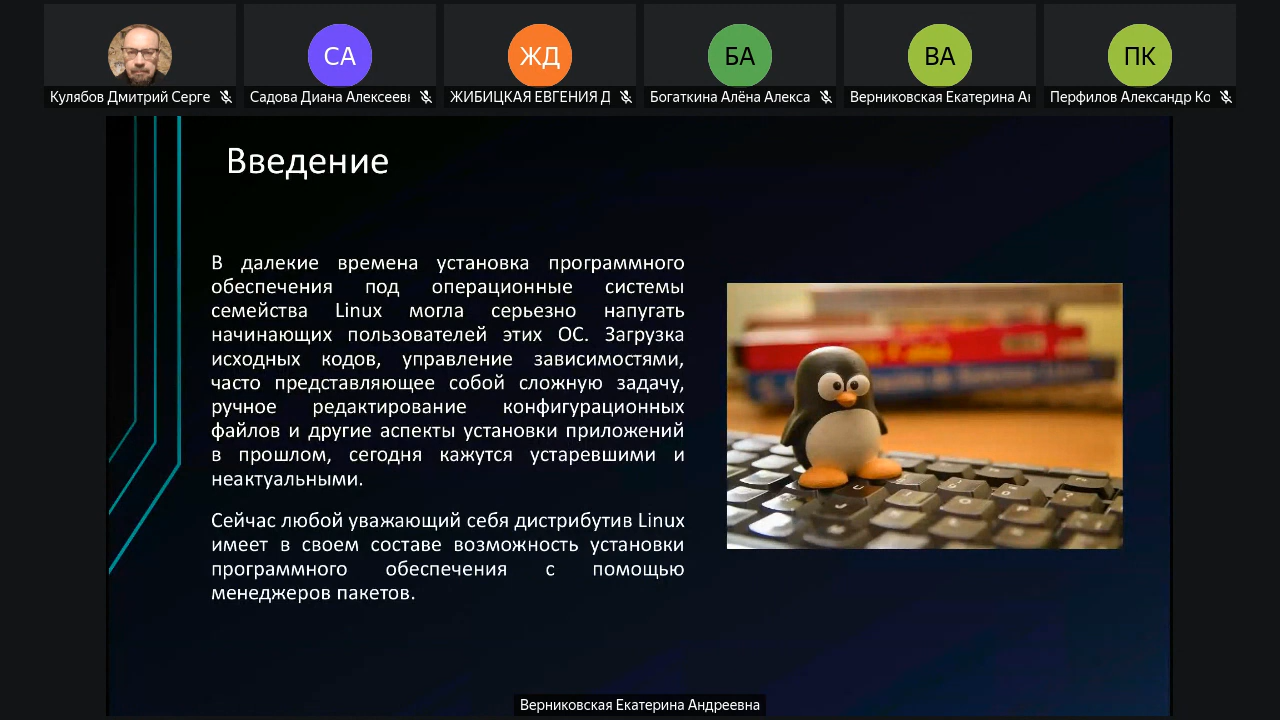 СА
ЖД
БА
ВА
ПК
Кулябов Дмитрий Серге
Садова Диана Алексеевн
ЖИБИЦКАЯ ЕВГЕНИЯ Д
Богаткина Алёна Алекса
Верниковская Екатерина Ан
Перфилов Александр Ко
Введение
В далекие времена установка программного
обеспечения под операционные системы
семейства Linux могла серьезно напугать
начинающих пользователей этих ОС. Загрузка
исходных кодов, управление зависимостями,
часто представляющее собой сложную задачу,
ручное редактирование конфигурационных
файлов и другие аспекты установки приложений
в прошлом, сегодня кажутся устаревшими и
неактуальными.
Сейчас любой уважающий себя дистрибутив Linux
имеет в своем составе возможность установки
программного обеспечения с помощью
менеджеров пакетов.
Верниковская Екатерина Андреевна